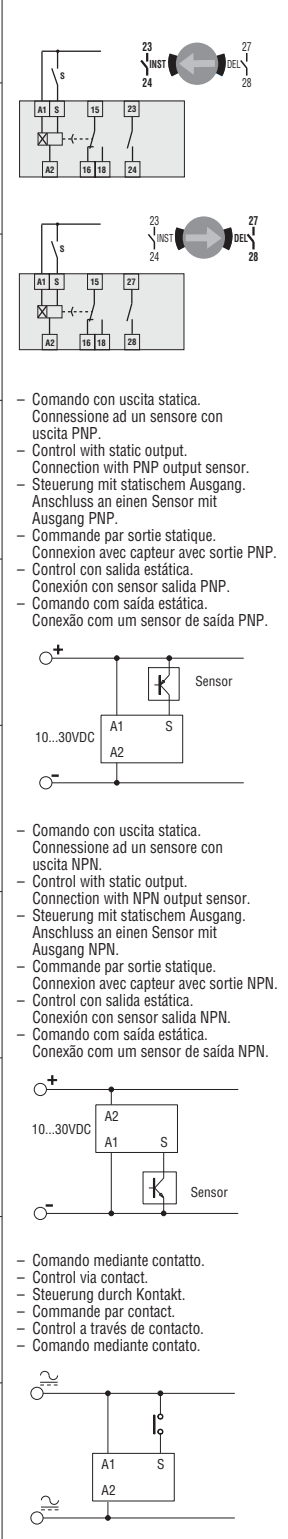 23 27
INST DEL
24 28
S
A1 S 15 23
A2 16 18 24
23 27
INST DEL
24 28
S
A1 S 15 27
A2 16 18 28
– Comando con uscita statica.
Connessione ad un sensore con
uscita PNP.
– Control with static output.
Connection with PNP output sensor.
– Steuerung mit statischem Ausgang.
Anschluss an einen Sensor mit
Ausgang PNP.
– Commande par sortie statique.
Connexion avec capteur avec sortie PNP.
– Control con salida estática.
Conexión con sensor salida PNP.
– Comando com saída estática.
Conexão com um sensor de saída PNP.
+
Sensor
A1 S
10...30VDC
A2
-
– Comando con uscita statica.
Connessione ad un sensore con
uscita NPN.
– Control with static output.
Connection with NPN output sensor.
– Steuerung mit statischem Ausgang.
Anschluss an einen Sensor mit
Ausgang NPN.
– Commande par sortie statique.
Connexion avec capteur avec sortie NPN.
– Control con salida estática.
Conexión con sensor salida NPN.
– Comando com saída estática.
Conexão com um sensor de saída NPN.
+
A2
10...30VDC
A1 S
Sensor
-
– Comando mediante contatto.
– Control via contact.
– Steuerung durch Kontakt.
– Commande par contact.
– Control a través de contacto.
– Comando mediante contato.
A1 S
A2